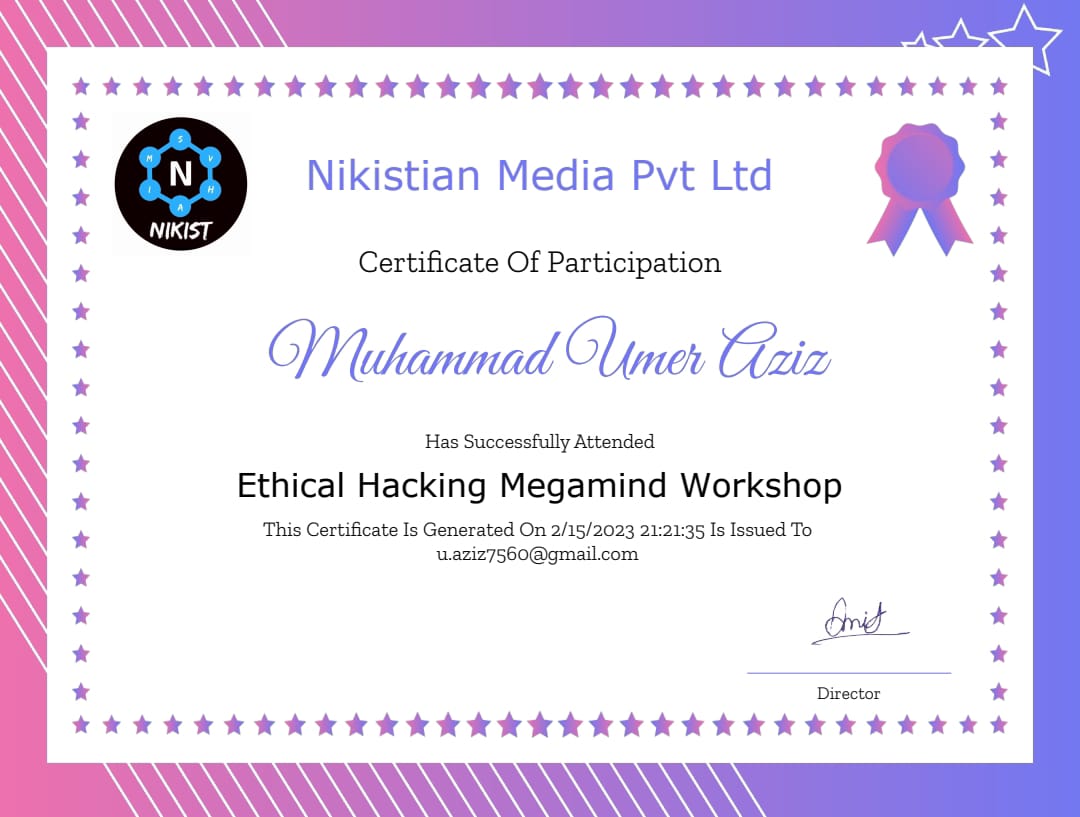 S
M V
N
I H
A
NIKIST
Nikistian Media Pvt Ltd
Certificate Of Participation
Muhammad Umer Aziz
Has Successfully Attended
Ethical Hacking Megamind Workshop
This Certificate Is Generated On 2/15/2023 21:21:35 Is Issued To
u.aziz7560@gmail.com
Director